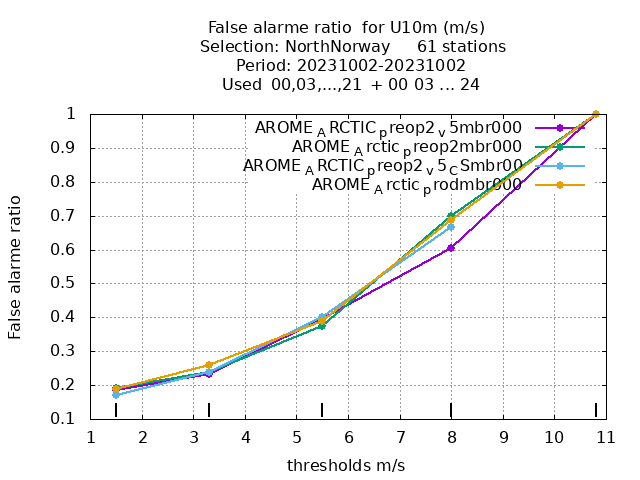 False alarme ratio  for U10m (m/s)
Selection: NorthNorway     61 stations
Period: 20231002-20231002
Used  00,03,...,21  + 00 03 ... 24
AROME_ARCTIC_preop2_v5mbr000
AROME_Arctic_preop2mbr000
AROME_ARCTIC_preop2_v5_CSmbr00
AROME_Arctic_prodmbr000
1
0.9
0.8
0.7
0.6
0.5
0.4
0.3
0.2
0.1
False alarme ratio
1 2 3 4 5 6 7 8 9 10 11
thresholds m/s